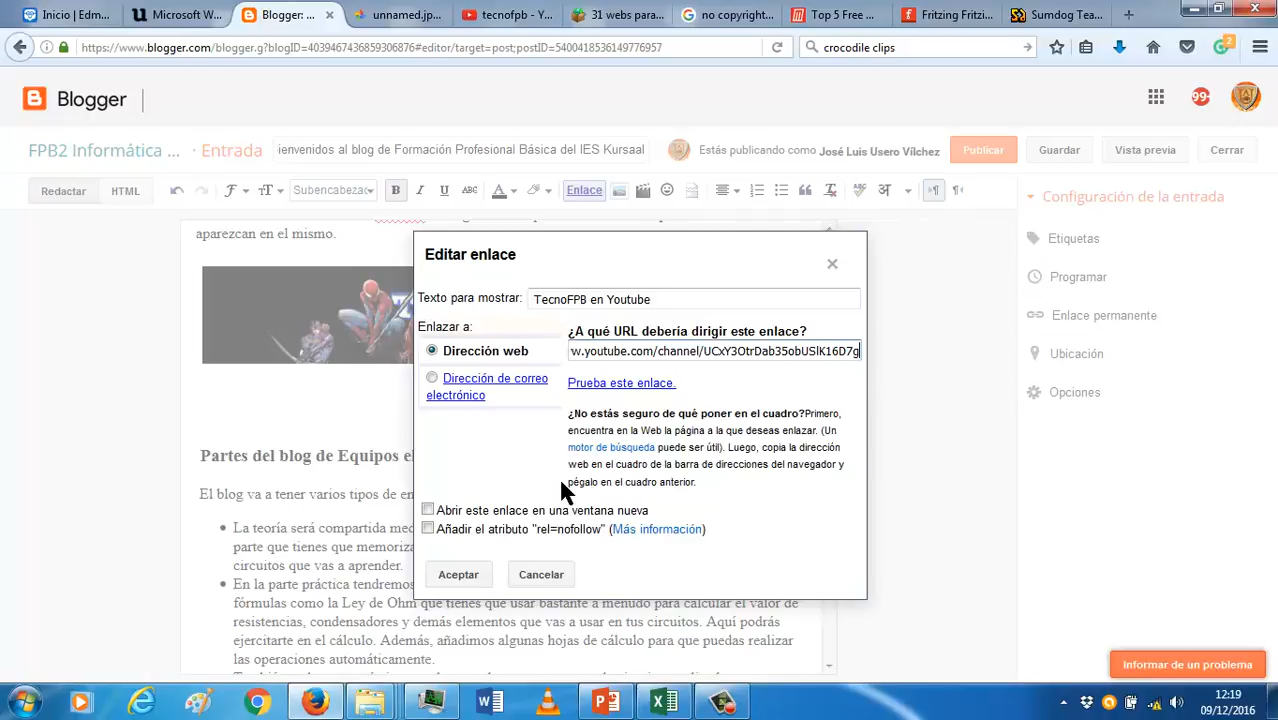 Inicio | Edm...
Microsoft W...
Blogger: ...
unnamed.jp...
tecnofpb - Y...
31 webs para...
no copyright...
Top 5 Free ...
Fritzing Fritzi...
Sumdog Tea...
https://www.blogger.com/blogger.g?blogID=4039467436859306876#editor/target=post;postID=5400418536149776957
crocodile clips
2
Blogger
99+
FPB2 Informática ...
· Entrada
ienvenidos al blog de Formación Profesional Básica del IES Kursaal
Estás publicando como José Luis Usero Vílchez
Publicar
Guardar
Vista previa
Cerrar
Redactar
HTML
Subencabezac
B
I
U
ABC
A
Enlace
Configuración de la entrada
Etiquetas
Programar
Enlace permanente
Ubicación
Opciones
aparezcan en el mismo.
Editar enlace
Texto para mostrar: TecnoFPB en Youtube
Enlazar a:
¿A qué URL debería dirigir este enlace?
Dirección web
w.youtube.com/channel/UCxY3OtrDab35obUSlK16D7g
Dirección de correo
electrónico
Prueba este enlace.
¿No estás seguro de qué poner en el cuadro?Primero,
encuentra en la Web la página a la que deseas enlazar. (Un
motor de búsqueda puede ser útil). Luego, copia la dirección
web en el cuadro de la barra de direcciones del navegador y
pégalo en el cuadro anterior.
Abrir este enlace en una ventana nueva
Añadir el atributo "rel=nofollow" (Más información)
Aceptar
Cancelar
Partes del blog de Equipos el
El blog va a tener varios tipos de en
La teoría será compartida med
parte que tienes que memoriza
circuitos que vas a aprender.
En la parte práctica tendremos
fórmulas como la Ley de Ohm que tienes que usar bastante a menudo para calcular el valor de
resistencias, condensadores y demás elementos que vas a usar en tus circuitos. Aquí podrás
ejercitarte en el cálculo. Además, añadimos algunas hojas de cálculo para que puedas realizar
las operaciones automáticamente.
Informar de un problema
12:19
09/12/2016